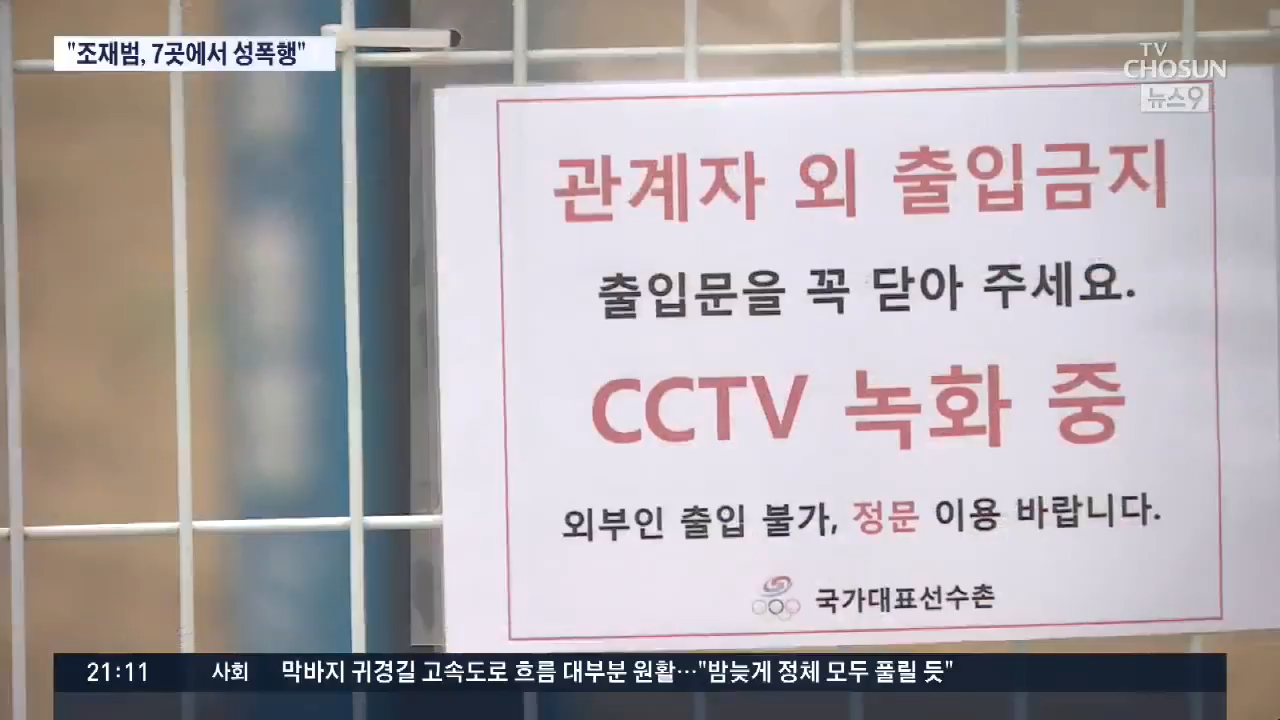 "조재범, 7곳에서 성폭행"
TV
CHOSUN
뉴스9
관계자 외 출입금지
출입문을 꼭 닫아 주세요.
CCTV 녹화 중
외부인 출입 불가, 정문 이용 바랍니다.
국가대표선수촌
21:11 사회 막바지 귀경길 고속도로 흐름 대부분 원활…"밤늦게 정체 모두 풀릴 듯"